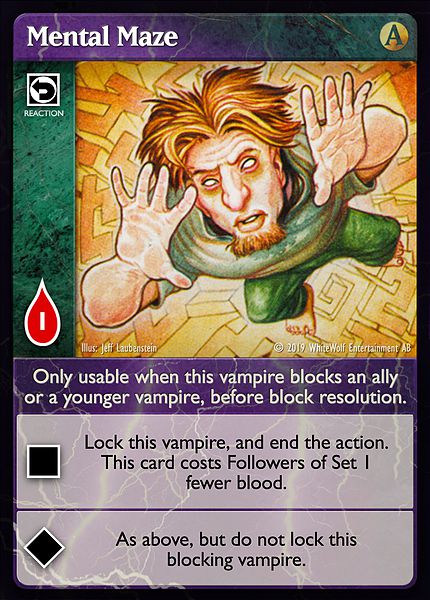 Mental Maze
A
REACTION
1
Illus: Jeff Laubenstein
© 2019 WhiteWolf Entertainment AB
Only usable when this vampire blocks an ally
or a younger vampire, before block resolution.
Lock this vampire, and end the action.
This card costs Followers of Set 1
fewer blood.
As above, but do not lock this
blocking vampire.